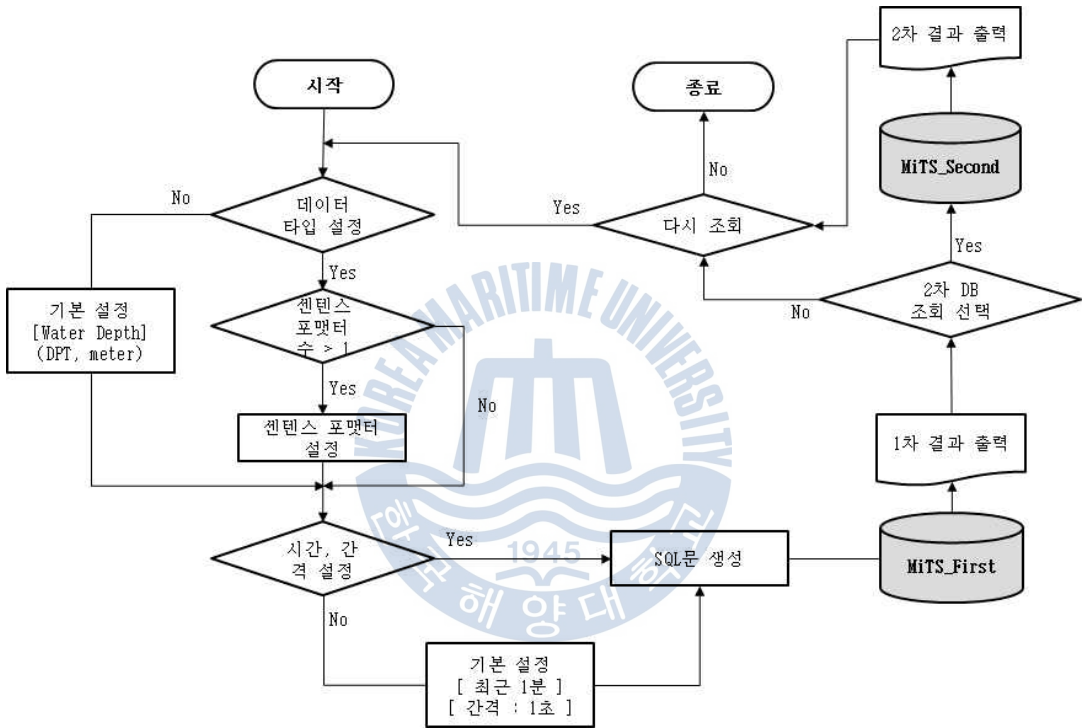 시작
종료
2차 결과 출력
MiTS_Second
No
데이터
타입 설정
Yes
다시 조회
No
Yes
Yes
2차 DB
조회 선택
No
기본 설정
[Water Depth]
(DPT, meter)
센텐스
포맷터
수 > 1
Yes
No
센텐스 포맷터
설정
1차 결과 출력
시간, 간
격 설정
Yes
SQL문 생성
MiTS_First
No
기본 설정
[ 최근 1분 ]
[ 간격 : 1초 ]
KOREA MARITIME UNIVERSITY
1945
한국해양대학교